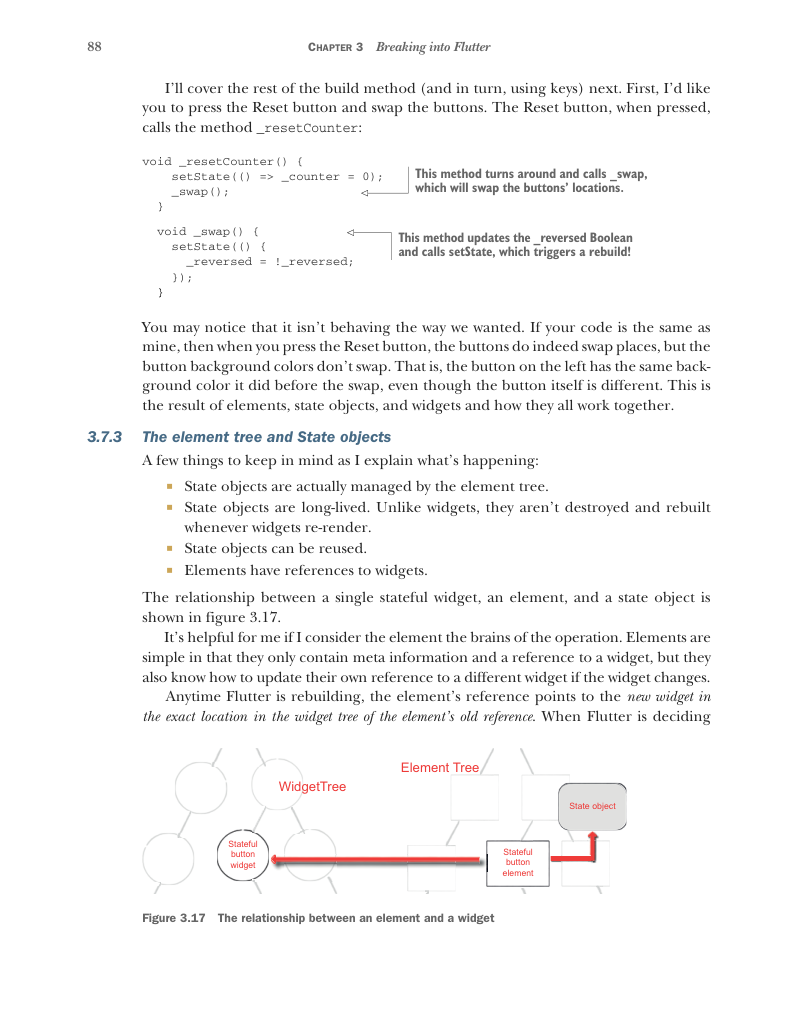 88
CHAPTER 3 Breaking into Flutter
I'll cover the rest of the build method (and in turn, using keys) next. First, I'd like
you to press the Reset button and swap the buttons. The Reset button, when pressed,
calls the method _resetCounter:
void _resetCounter() {
    setState(() => _counter = 0);
    _swap();
  }
This method turns around and calls _swap,
which will swap the buttons' locations.
  void _swap() {
    setState(() {
      _reversed = !_reversed;
    });
  }
This method updates the _reversed Boolean
and calls setState, which triggers a rebuild!
You may notice that it isn't behaving the way we wanted. If your code is the same as
mine, then when you press the Reset button, the buttons do indeed swap places, but the
button background colors don't swap. That is, the button on the left has the same back-
ground color it did before the swap, even though the button itself is different. This is
the result of elements, state objects, and widgets and how they all work together.
3.7.3 The element tree and State objects
A few things to keep in mind as I explain what's happening:
■ State objects are actually managed by the element tree.
■ State objects are long-lived. Unlike widgets, they aren't destroyed and rebuilt
whenever widgets re-render.
■ State objects can be reused.
■ Elements have references to widgets.
The relationship between a single stateful widget, an element, and a state object is
shown in figure 3.17.
It's helpful for me if I consider the element the brains of the operation. Elements are
simple in that they only contain meta information and a reference to a widget, but they
also know how to update their own reference to a different widget if the widget changes.
Anytime Flutter is rebuilding, the element's reference points to the new widget in
the exact location in the widget tree of the element's old reference. When Flutter is deciding
WidgetTree
Element Tree
State object
Stateful
button
widget
Stateful
button
element
Figure 3.17 The relationship between an element and a widget